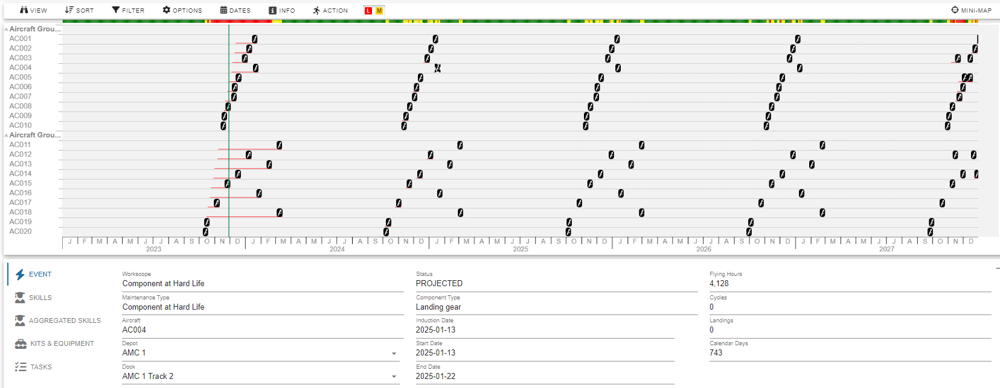 VIEW SORT FILTER OPTIONS DATES INFO ACTION L M MINI-MAP
Aircraft Grou...
AC001
AC002
AC003
AC004
AC005
AC006
AC007
AC008
AC009
AC010
Aircraft Grou...
AC011
AC012
AC013
AC014
AC015
AC016
AC017
AC018
AC019
AC020
J F M A M J J A S O N D J F M A M J J A S O N D J F M A M J J A S O N D J F M A M J J A S O N D J F M A M J J A S O N D
2023 2024 2025 2026 2027
EVENT
SKILLS
AGGREGATED SKILLS
KITS & EQUIPMENT
TASKS
Workscope
Component at Hard Life
Maintenance Type
Component at Hard Life
Aircraft
AC004
Depot
AMC 1
Dock
AMC 1 Track 2
Status
PROJECTED
Component Type
Landing gear
Induction Date
2025-01-13
Start Date
2025-01-13
End Date
2025-01-22
Flying Hours
4,128
Cycles
0
Landings
0
Calendar Days
743